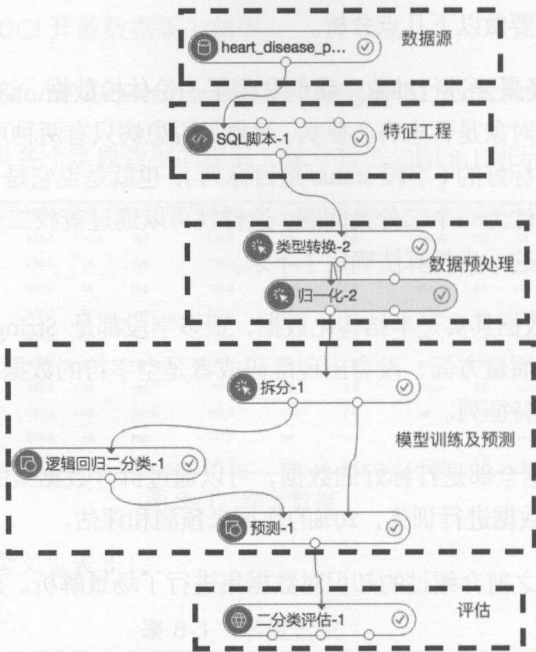 heart_disease_p...
数据源
SQL脚本-1
特征工程
类型转换-2
数据预处理
归一化-2
拆分-1
模型训练及预测
逻辑回归二分类-1
预测-1
评估
二分类评估-1